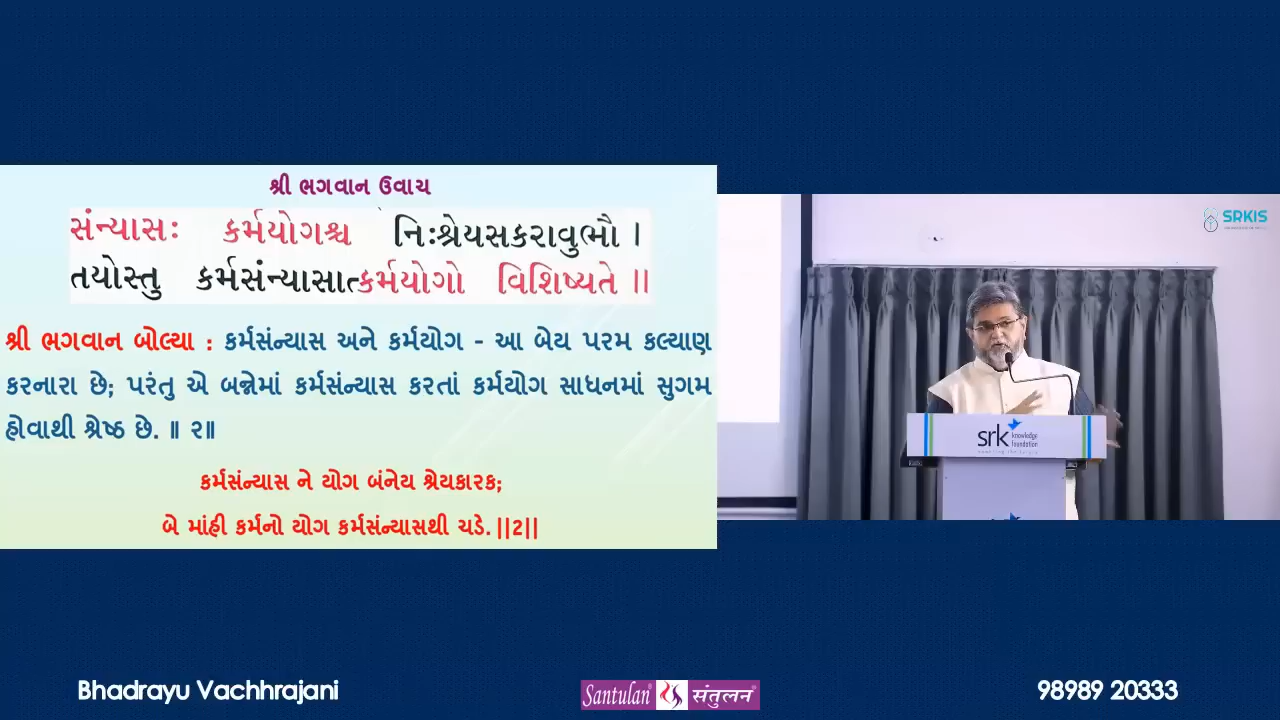 શ્રી ભગવાન ઉવાચ
સંન્યાસઃ કર્મયોગશ્ચ નિઃશ્રેયસકરાવુભૌ ।
તયોસ્તુ કર્મસંન્યાસાત્કર્મયોગો વિશિષ્યતે ॥
શ્રી ભગવાન બોલ્યા : કર્મસંન્યાસ અને કર્મયોગ - આ બેય પરમ કલ્યાણ
કરનારા છે; પરંતુ એ બન્નેમાં કર્મસંન્યાસ કરતાં કર્મયોગ સાધનમાં સુગમ
હોવાથી શ્રેષ્ઠ છે. ॥ ૨॥
કર્મસંન્યાસ ને યોગ બંનેય શ્રેયકારક;
બે માંહી કર્મનો યોગ કર્મસંન્યાસથી ચડે. ||2||
SRKIS
srk knowledge
foundation
Bhadrayu Vachhrajani
Santulan संतुलन
98989 20333